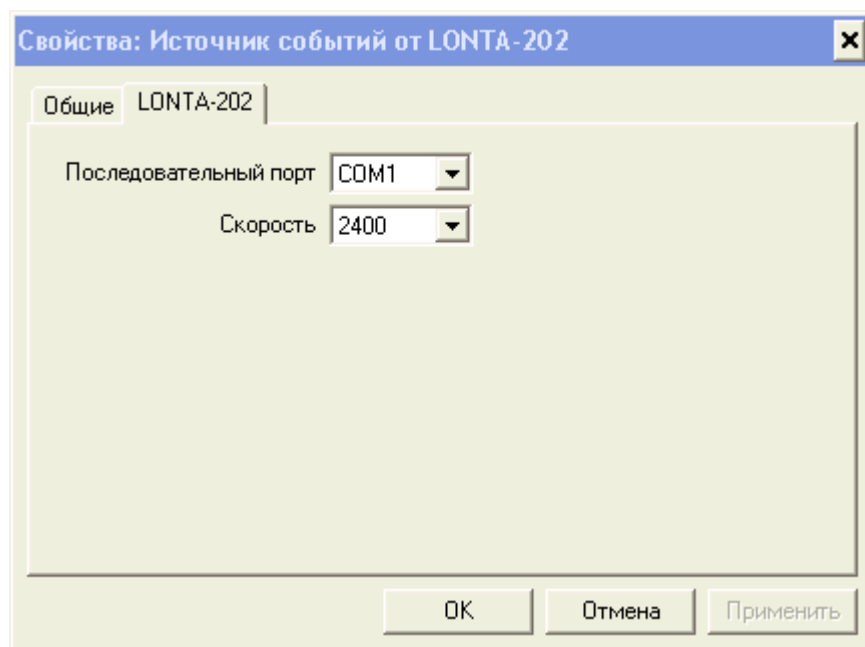 Свойства: Источник событий от LONTA-202
Общие LONTA-202
Последовательный порт COM1
Скорость 2400
OK Отмена Применить